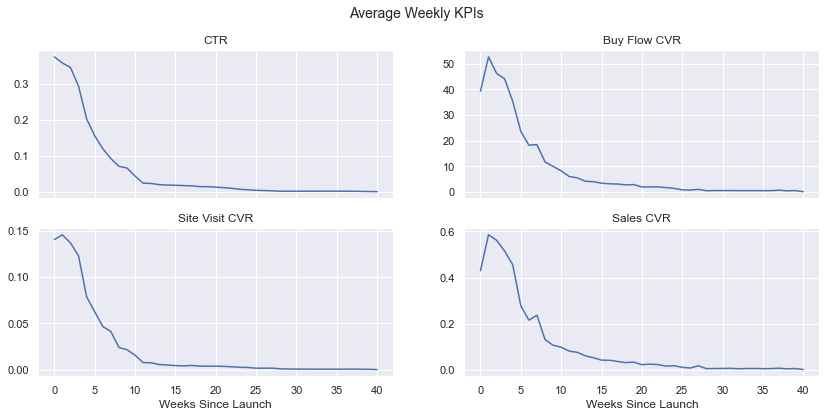 Average Weekly KPIs
CTR
0.3
0.2
0.1
0.0
Buy Flow CVR
50
40
30
20
10
0
Site Visit CVR
0.15
0.10
0.05
0.00
0 5 10 15 20 25 30 35 40
Weeks Since Launch
Sales CVR
0.6
0.4
0.2
0.0
0 5 10 15 20 25 30 35 40
Weeks Since Launch